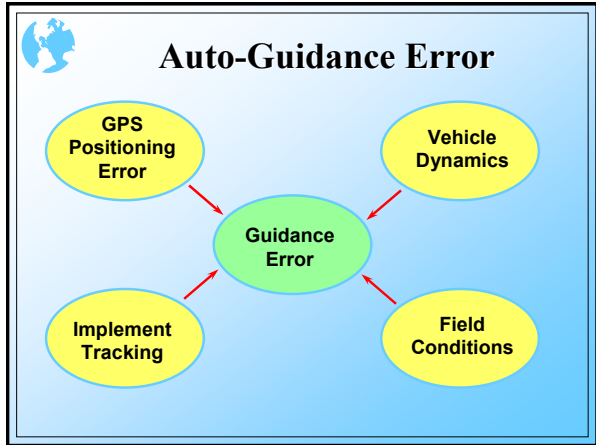 Auto-Guidance Error
GPS
Positioning
Error
Vehicle
Dynamics
Guidance
Error
Implement
Tracking
Field
Conditions